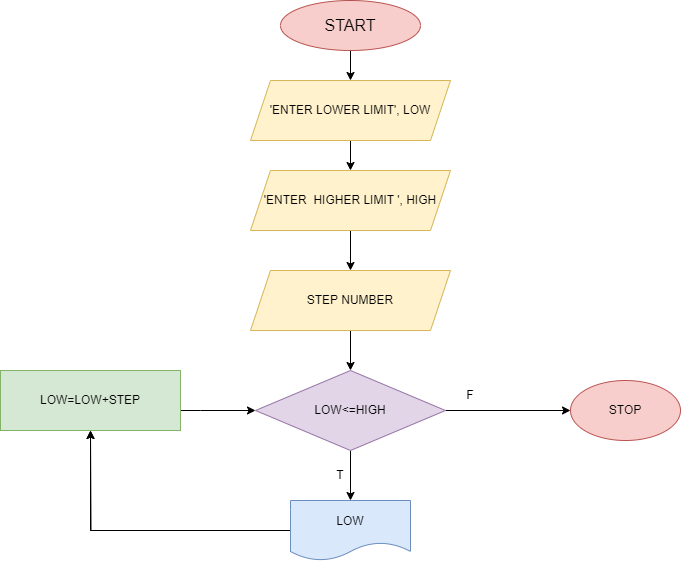 START
'ENTER LOWER LIMIT', LOW
'ENTER  HIGHER LIMIT ', HIGH
STEP NUMBER
LOW=LOW+STEP
LOW<=HIGH
F
STOP
T
LOW